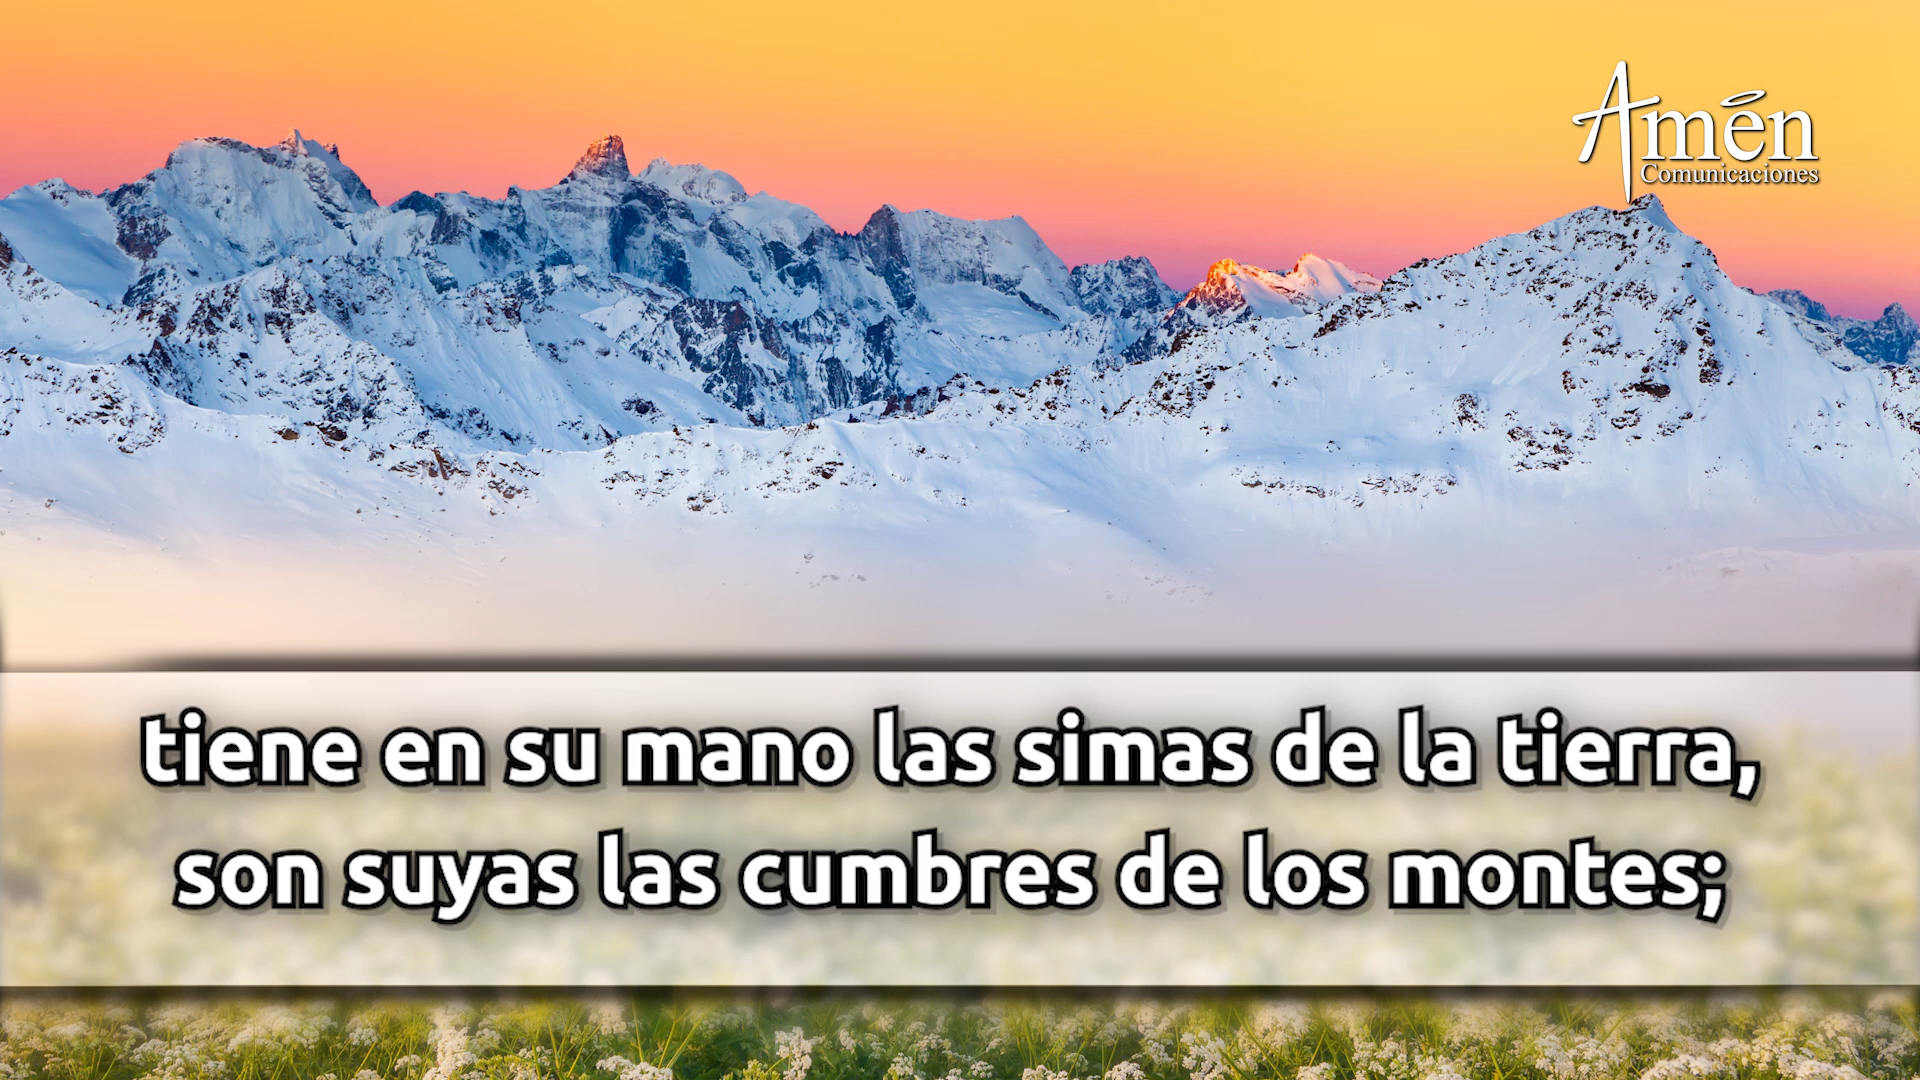 Amén
Comunicaciones
tiene en su mano las simas de la tierra,
son suyas las cumbres de los montes;